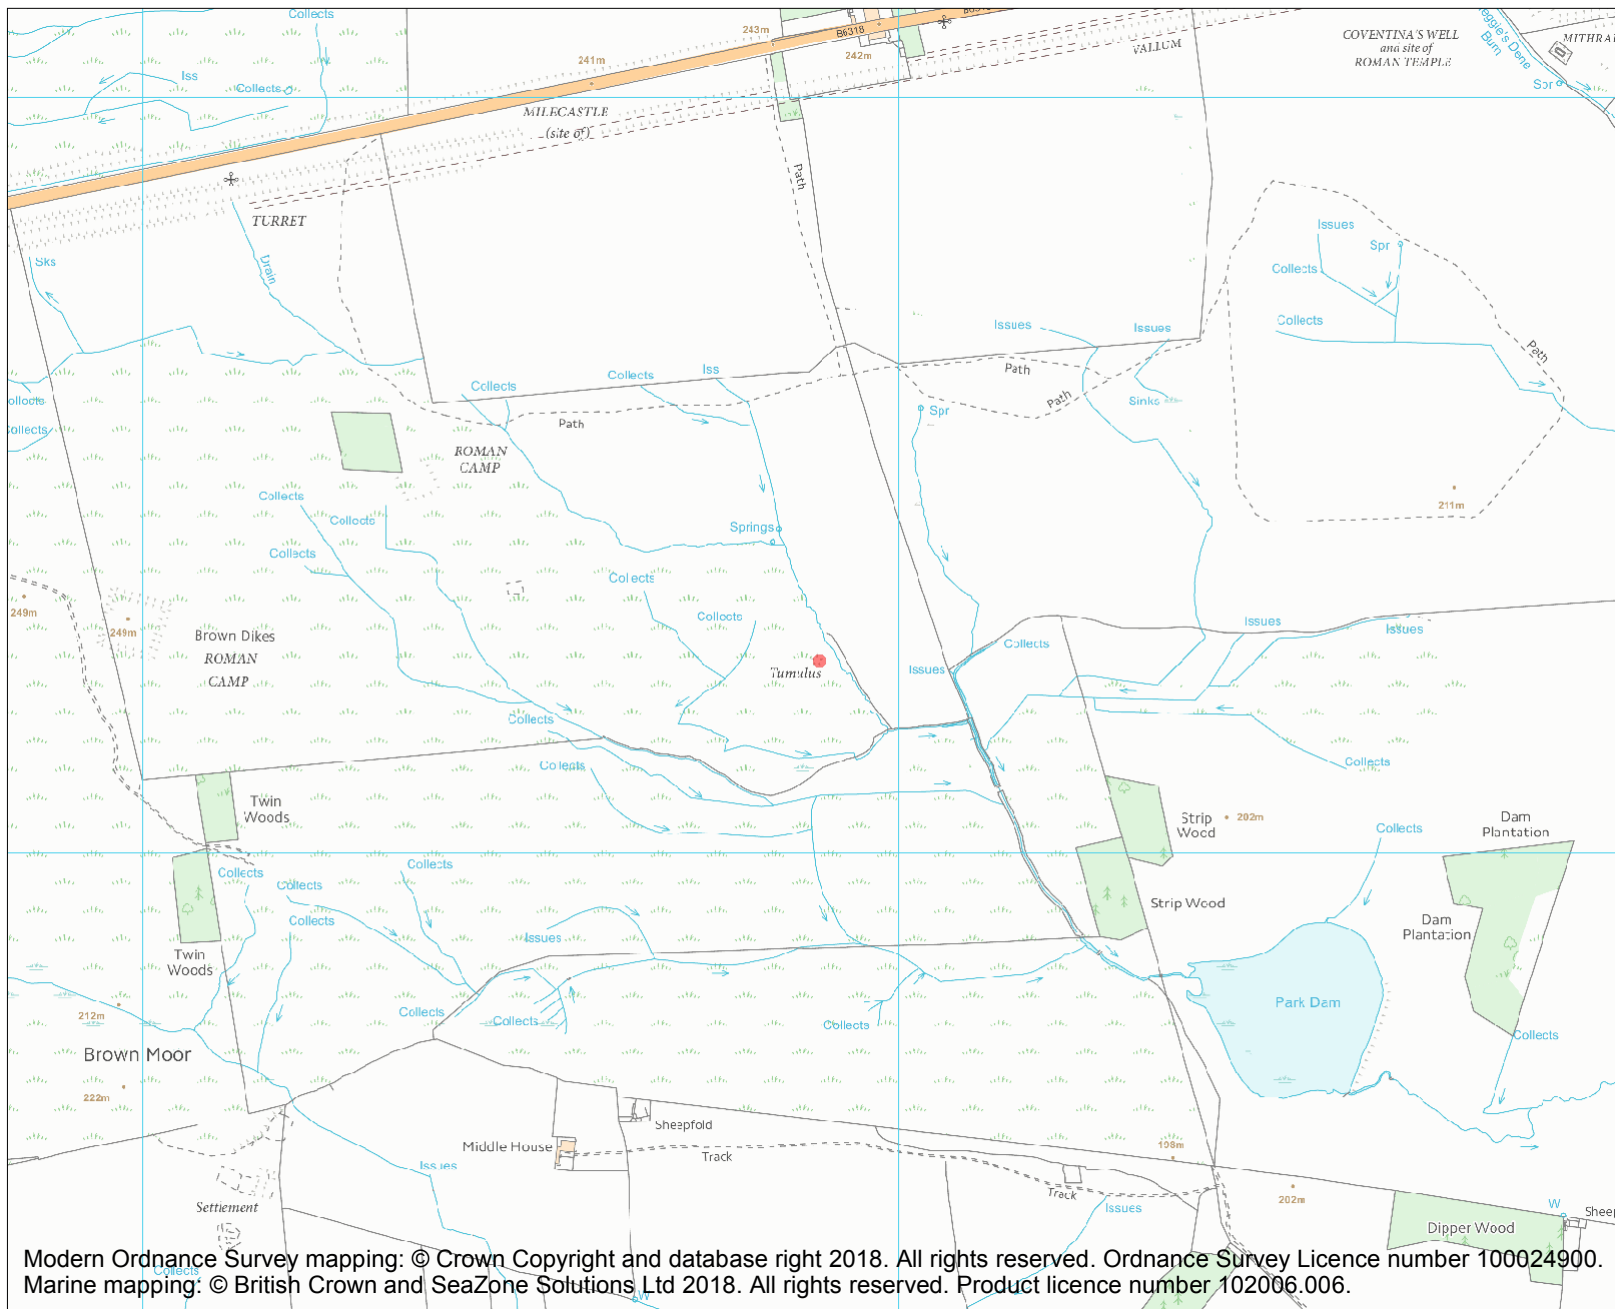 Collects
243m
B6318
B6318
COVENTINA'S WELL
and site of
ROMAN TEMPLE
Burn
242m
VALLUM
241m
Iss
Collects
Spr
MILECASTLE
(site of)
Path
TURRET
Sks
Drain
Issues
Spr
Collects
Collects
Issues
Issues
Path
Path
Path
Iss
Collects
Collects
Sinks
Spr
Path
ROMAN
CAMP
211m
Collects
Collects
Collects
Springs
Collects
Collects
249m
249m
Brown Dikes
ROMAN
CAMP
Issues
Issues
Collects
Issues
Tumulus
Collects
Collects
Collects
Twin
Woods
Strip
Wood
202m
Collects
Dam
Plantation
Collects
Collects
Collects
Collects
Strip Wood
Dam
Plantation
Issues
Twin
Woods
Park Dam
212m
Collects
Collects
Collects
Collects
Brown Moor
222m
Sheepfold
Middle House
Track
198m
Issues
Track
202m
Settlement
Issues
W
Dipper Wood
Modern Ordnance Survey mapping: © Crown Copyright and database right 2018. All rights reserved. Ordnance Survey Licence number 100024900.
Collects
Marine mapping: © British Crown and SeaZone Solutions Ltd 2018. All rights reserved. Product licence number 102006.006.
W